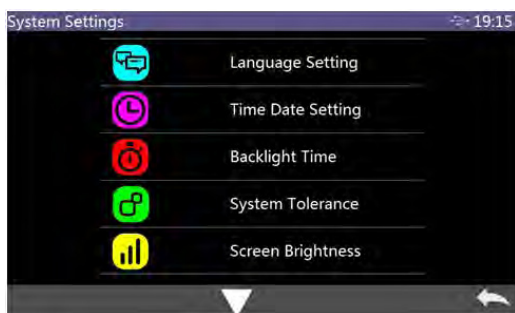 System Settings 19:15
Language Setting
Time Date Setting
Backlight Time
System Tolerance
Screen Brightness